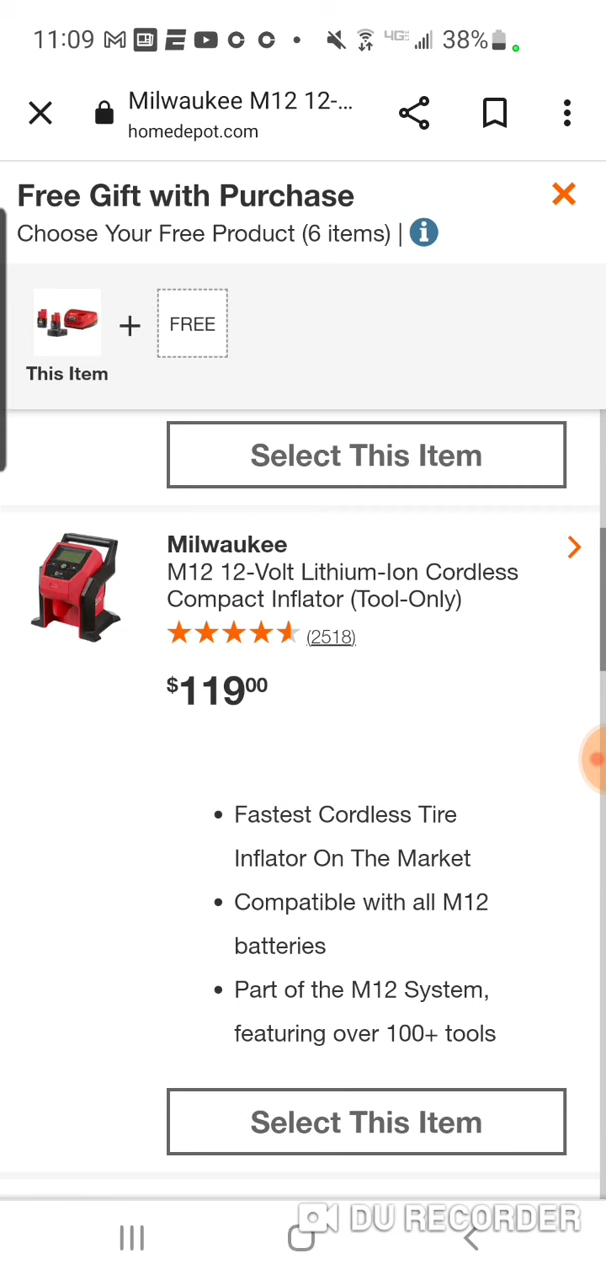 11:09
4GE
38%
Milwaukee M12 12-...
homedepot.com
Free Gift with Purchase
Choose Your Free Product (6 items) |
+ FREE
This Item
Select This Item
Milwaukee
M12 12-Volt Lithium-Ion Cordless
Compact Inflator (Tool-Only)
(2518)
$11900
• Fastest Cordless Tire
Inflator On The Market
• Compatible with all M12
batteries
• Part of the M12 System,
featuring over 100+ tools
Select This Item
DU RECORDER